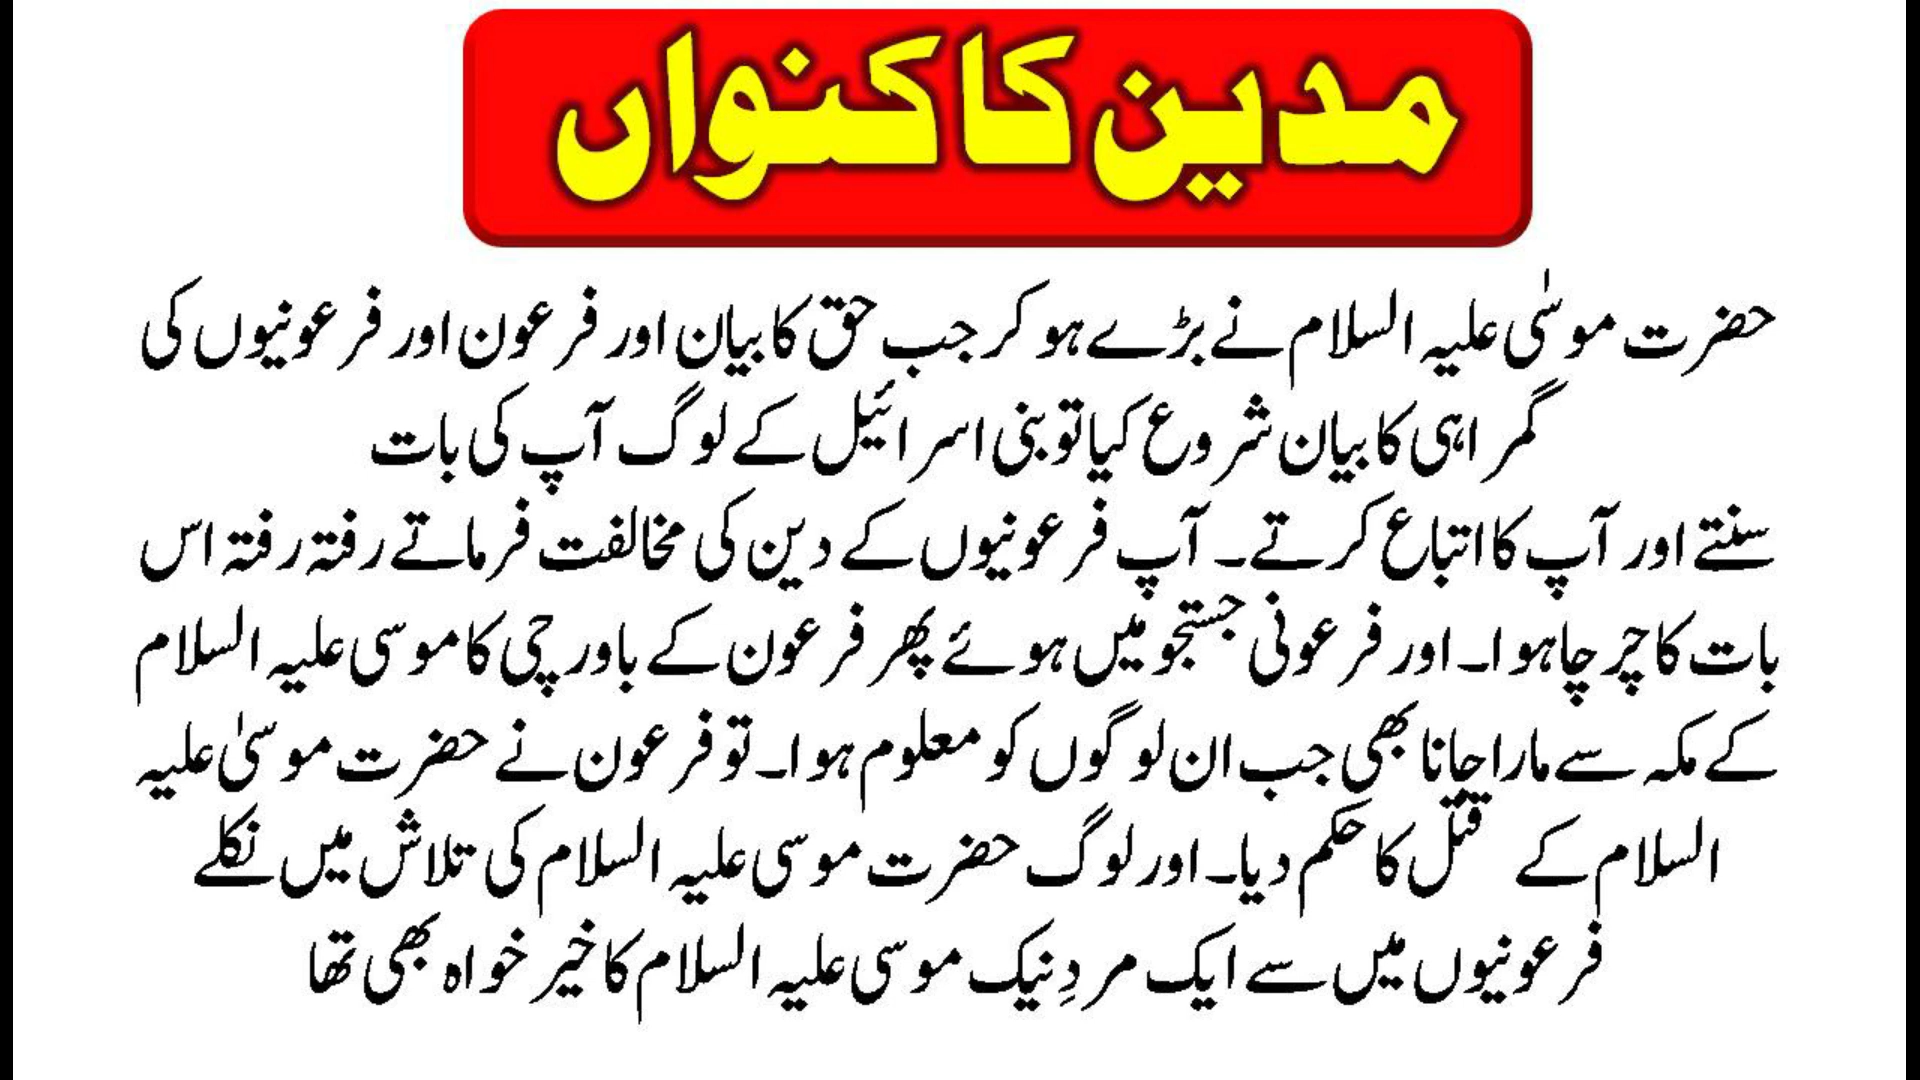 مدین کا کنواں
حضرت موسٰی علیہ السلام نے بڑے ہو کر جب حق کا بیان اور فرعون اور فرعونیوں کی
گمراہی کا بیان شروع کیا تو بنی اسرائیل کے لوگ آپ کی بات
سنتے اور آپ کا اتباع کرتے۔ آپ فرعونیوں کے دین کی مخالفت فرماتے رفتہ رفتہ اس
بات کا چرچا ہوا۔ اور فرعونی جستجو میں ہوئے پھر فرعون کے باورچی کا موسی علیہ السلام
کے مکہ سے مارا جانا بھی جب ان لوگوں کو معلوم ہوا۔ تو فرعون نے حضرت موسیٰ علیہ
السلام کے قتل کا حکم دیا۔ اور لوگ حضرت موسی علیہ السلام کی تلاش میں نکلے
فرعونیوں میں سے ایک مردِ نیک موسی علیہ السلام کا خیر خواہ بھی تھا